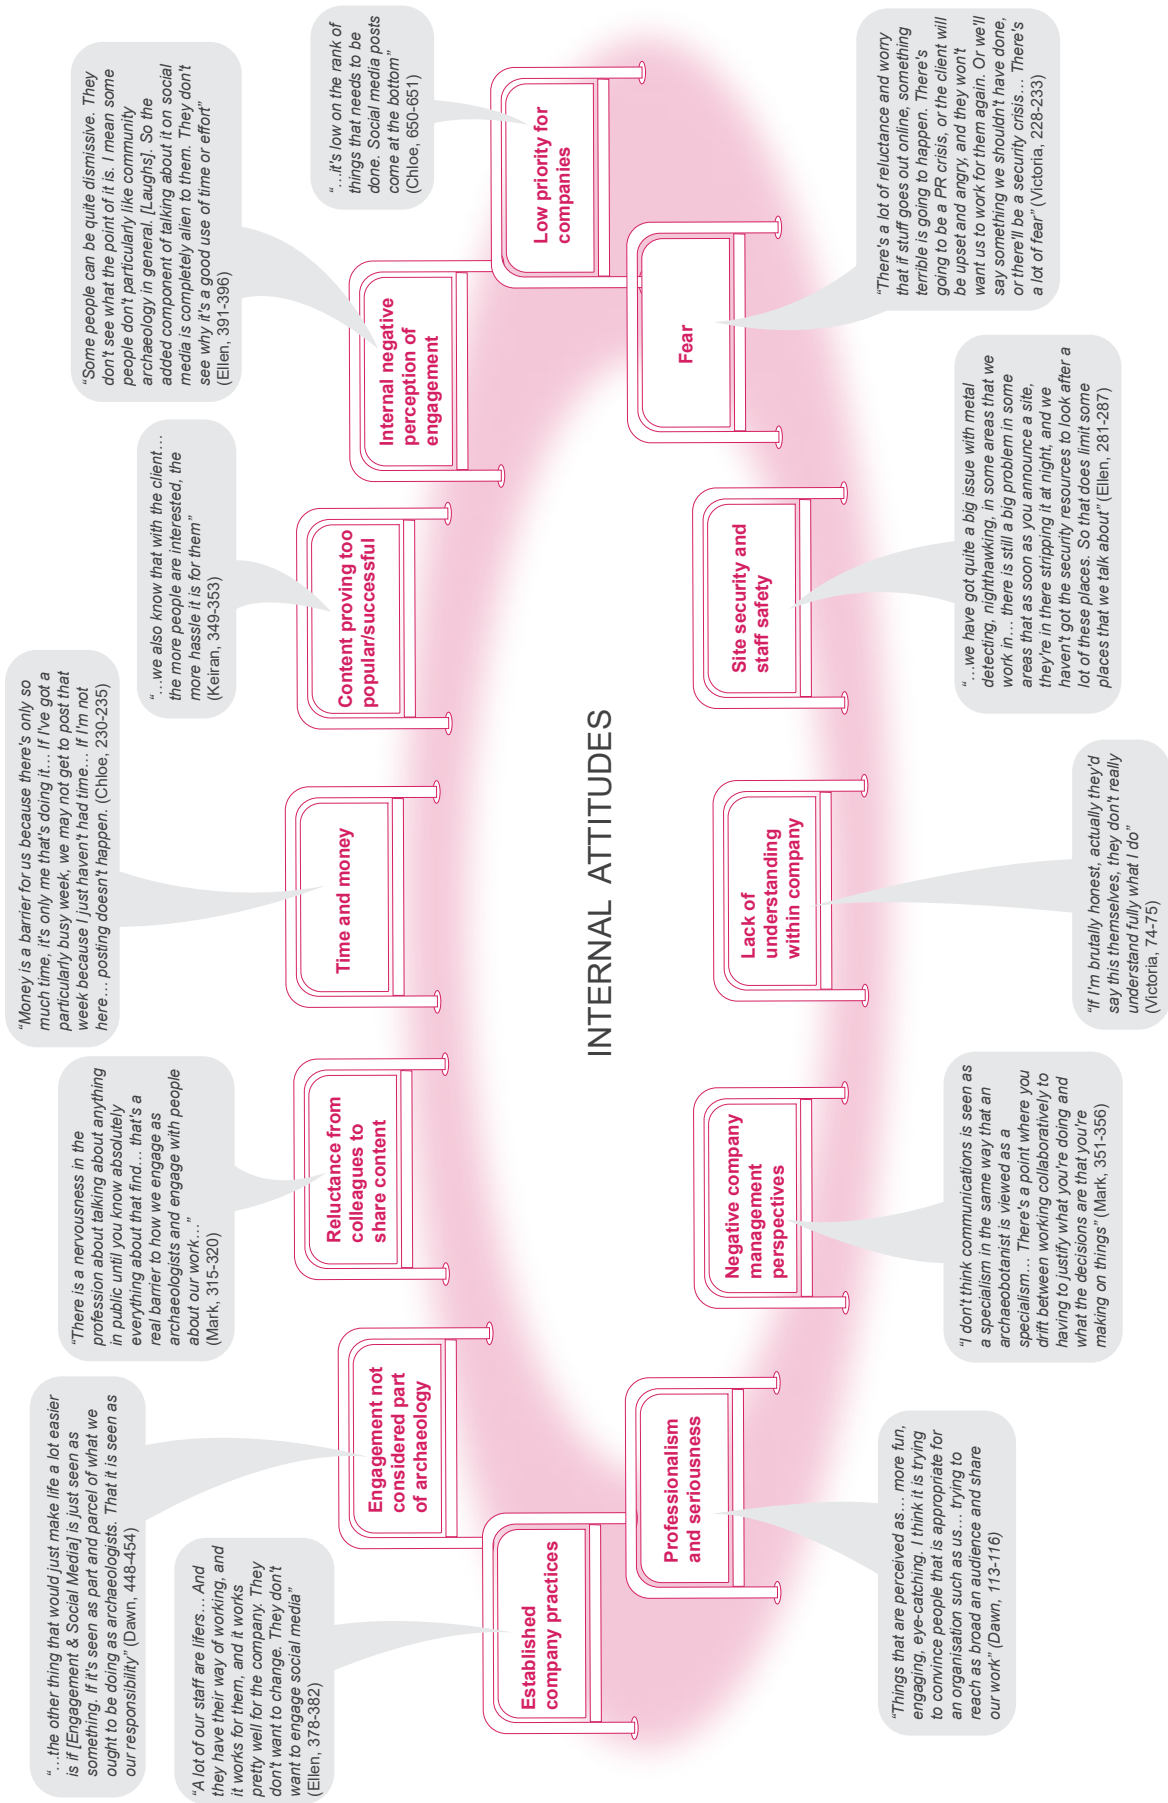 “…the other thing that would just make life a lot easier
is if [Engagement & Social Media] is just seen as
something. If it's seen as part and parcel of what we
ought to be doing as archaeologists. That it is seen as
our responsibility” (Dawn, 448-454)
“There is a nervousness in the
profession about talking about anything
in public until you know absolutely
everything about that find… that's a
real barrier to how we engage as
archaeologists and engage with people
about our work…”
(Mark, 315-320)
“Money is a barrier for us because there's only so
much time, it's only me that's doing it… If I've got a
particularly busy week, we may not get to post that
week because I just haven't had time… If I'm not
here… posting doesn't happen. (Chloe, 230-235)
“…we also know that with the client…
the more people are interested, the
more hassle it is for them”
(Keiran, 349-353)
“Some people can be quite dismissive. They
don't see what the point of it is. I mean some
people don't particularly like community
archaeology in general. [Laughs]. So the
added component of talking about it on social
media is completely alien to them. They don't
see why it's a good use of time or effort”
(Ellen, 391-396)
“A lot of our staff are lifers… And
they have their way of working, and
it works for them, and it works
pretty well for the company. They
don't want to change. They don't
want to engage social media”
(Ellen, 378-382)
“…it's low on the rank of
things that needs to be
done. Social media posts
come at the bottom”
(Chloe, 650-651)
Engagement not
considered part
of archaeology
Reluctance from
colleagues to
share content
Time and money
Content proving too
popular/successful
Internal negative
perception of
engagement
Established
company practices
Low priority for
companies
INTERNAL ATTITUDES
Professionalism
and seriousness
Negative company
management
perspectives
Lack of
understanding
within company
Site security and
staff safety
Fear
“Things that are perceived as… more fun,
engaging, eye-catching. I think it is trying
to convince people that is appropriate for
an organisation such as us… trying to
reach as broad an audience and share
our work” (Dawn, 113-116)
“I don't think communications is seen as
a specialism in the same way that an
archaeobotanist is viewed as a
specialism… There's a point where you
drift between working collaboratively to
having to justify what you're doing and
what the decisions are that you're
making on things” (Mark, 351-356)
“If I'm brutally honest, actually they'd
say this themselves, they don't really
understand fully what I do”
(Victoria, 74-75)
“…we have got quite a big issue with metal
detecting, nighthawking, in some areas that we
work in… there is still a big problem in some
areas that as soon as you announce a site,
they're in there stripping it at night, and we
haven't got the security resources to look after a
lot of these places. So that does limit some
places that we talk about” (Ellen, 281-287)
“There's a lot of reluctance and worry
that if stuff goes out online, something
terrible is going to happen. There's
going to be a PR crisis, or the client will
be upset and angry, and they won't
want us to work for them again. Or we'll
say something we shouldn't have done,
or there'll be a security crisis… There's
a lot of fear” (Victoria, 228-233)